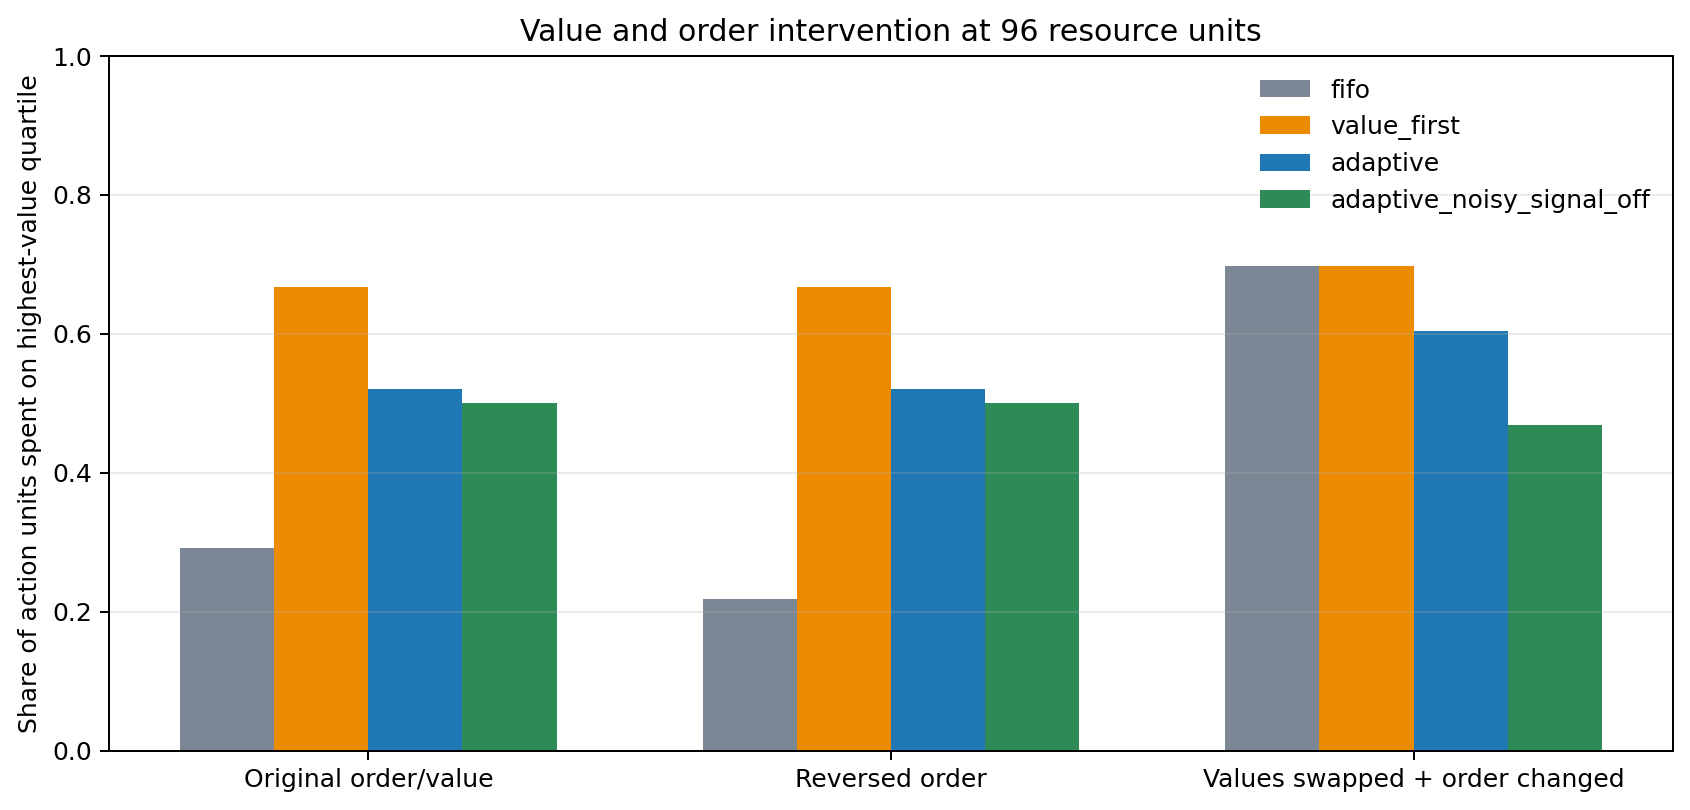 Value and order intervention at 96 resource units
Share of action units spent on highest-value quartile
1.0
0.8
0.6
0.4
0.2
0.0
fifo
value_first
adaptive
adaptive_noisy_signal_off
Original order/value
Reversed order
Values swapped + order changed